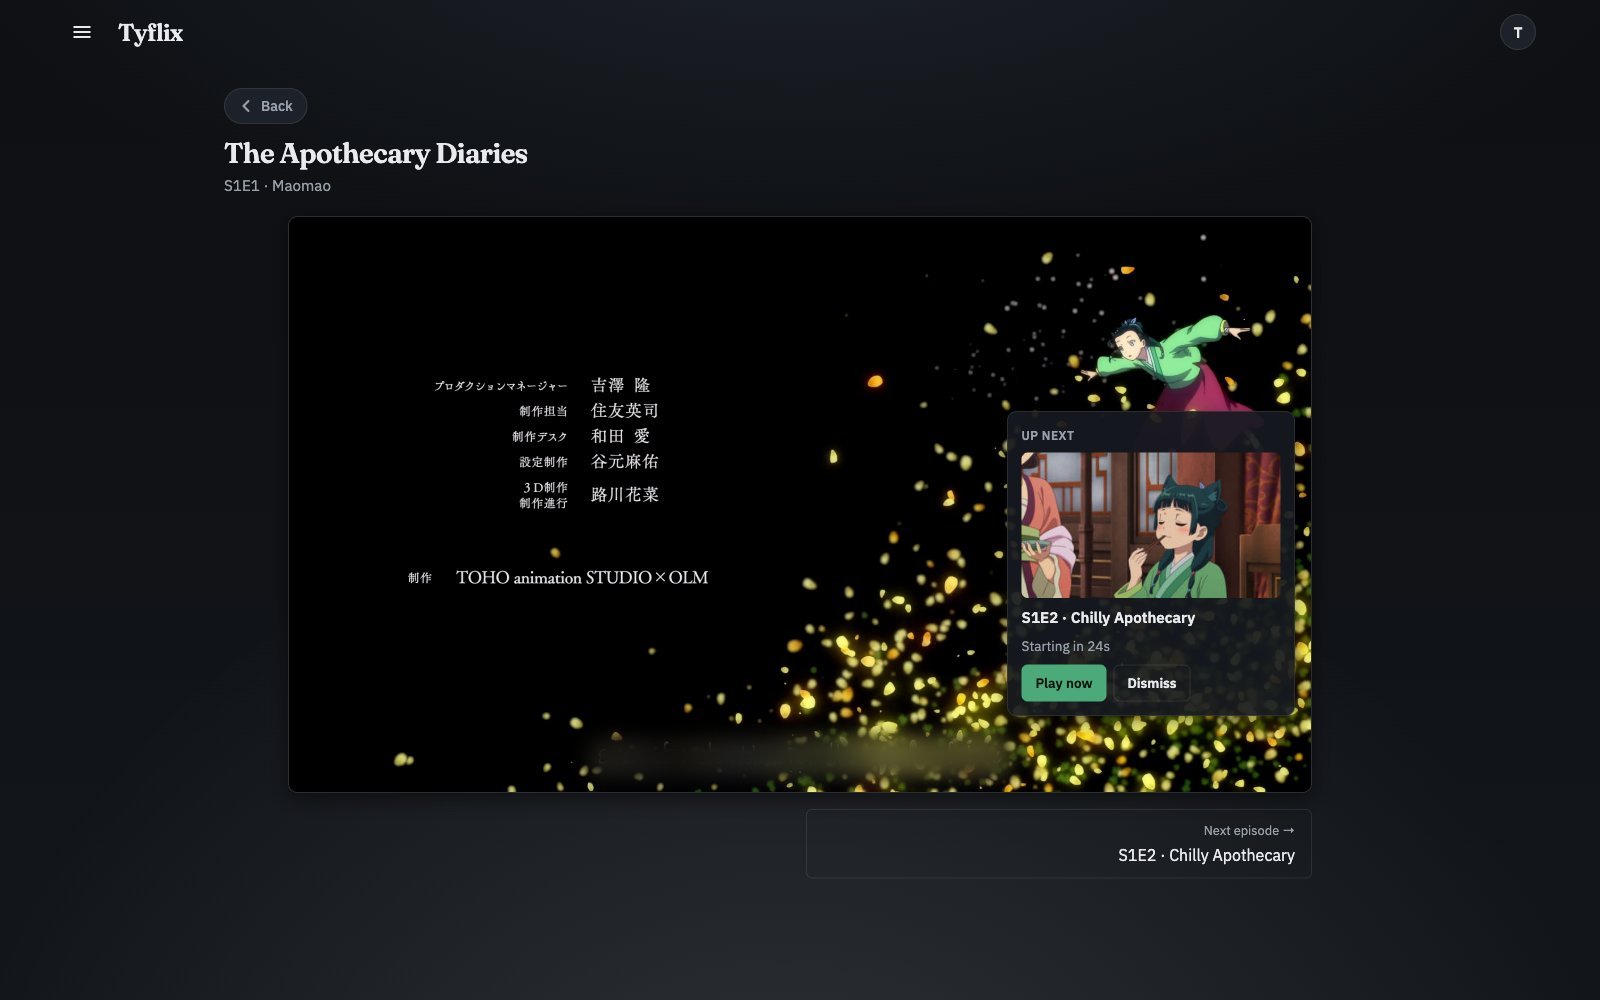 Tyflix
T
Back
The Apothecary Diaries
S1E1 · Maomao
プロダクションマネージャー 吉澤 隆
制作担当 住友英司
制作デスク 和田 愛
設定制作 谷元麻佑
3D制作
制作進行 路川花菜
制作 TOHO animation STUDIO×OLM
UP NEXT
S1E2 · Chilly Apothecary
Starting in 24s
Play now
Dismiss
Next episode →
S1E2 · Chilly Apothecary